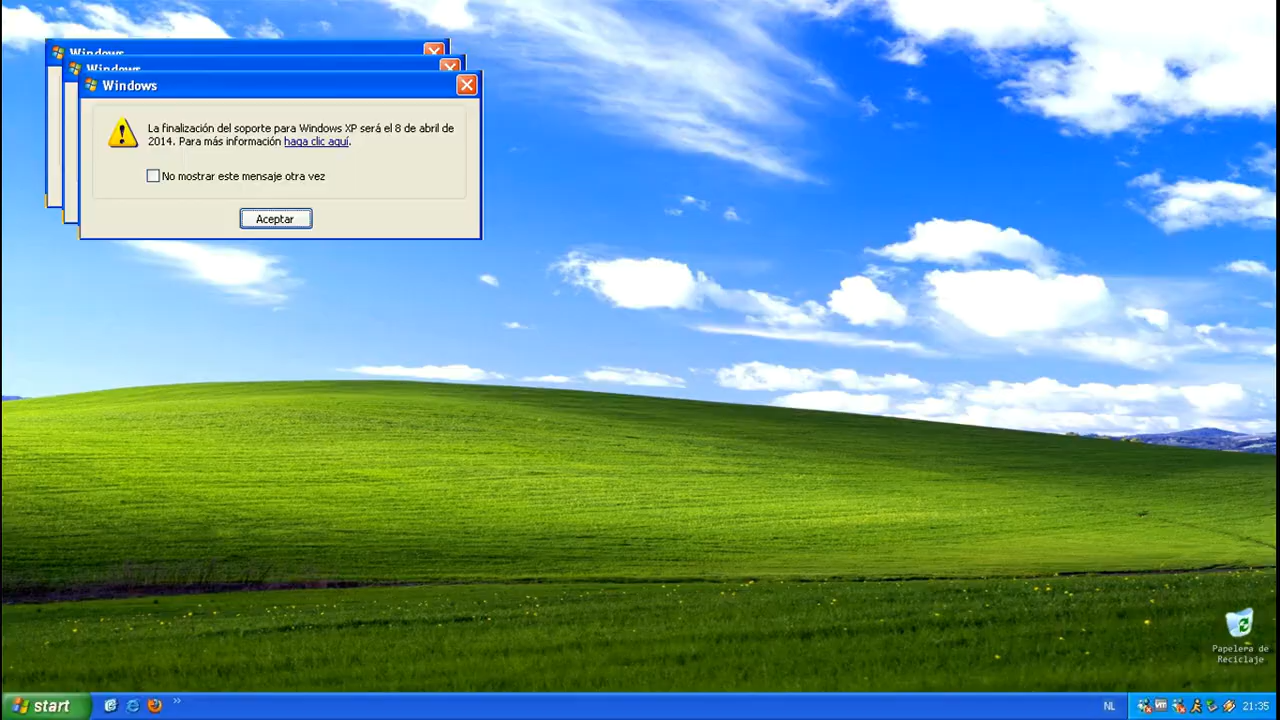 Windows
Windows
Windows
La finalización del soporte para Windows XP será el 8 de abril de
2014. Para más información haga clic aquí.
No mostrar este mensaje otra vez
Aceptar
Papelera de
Reciclaje
start
»
NL
21:35